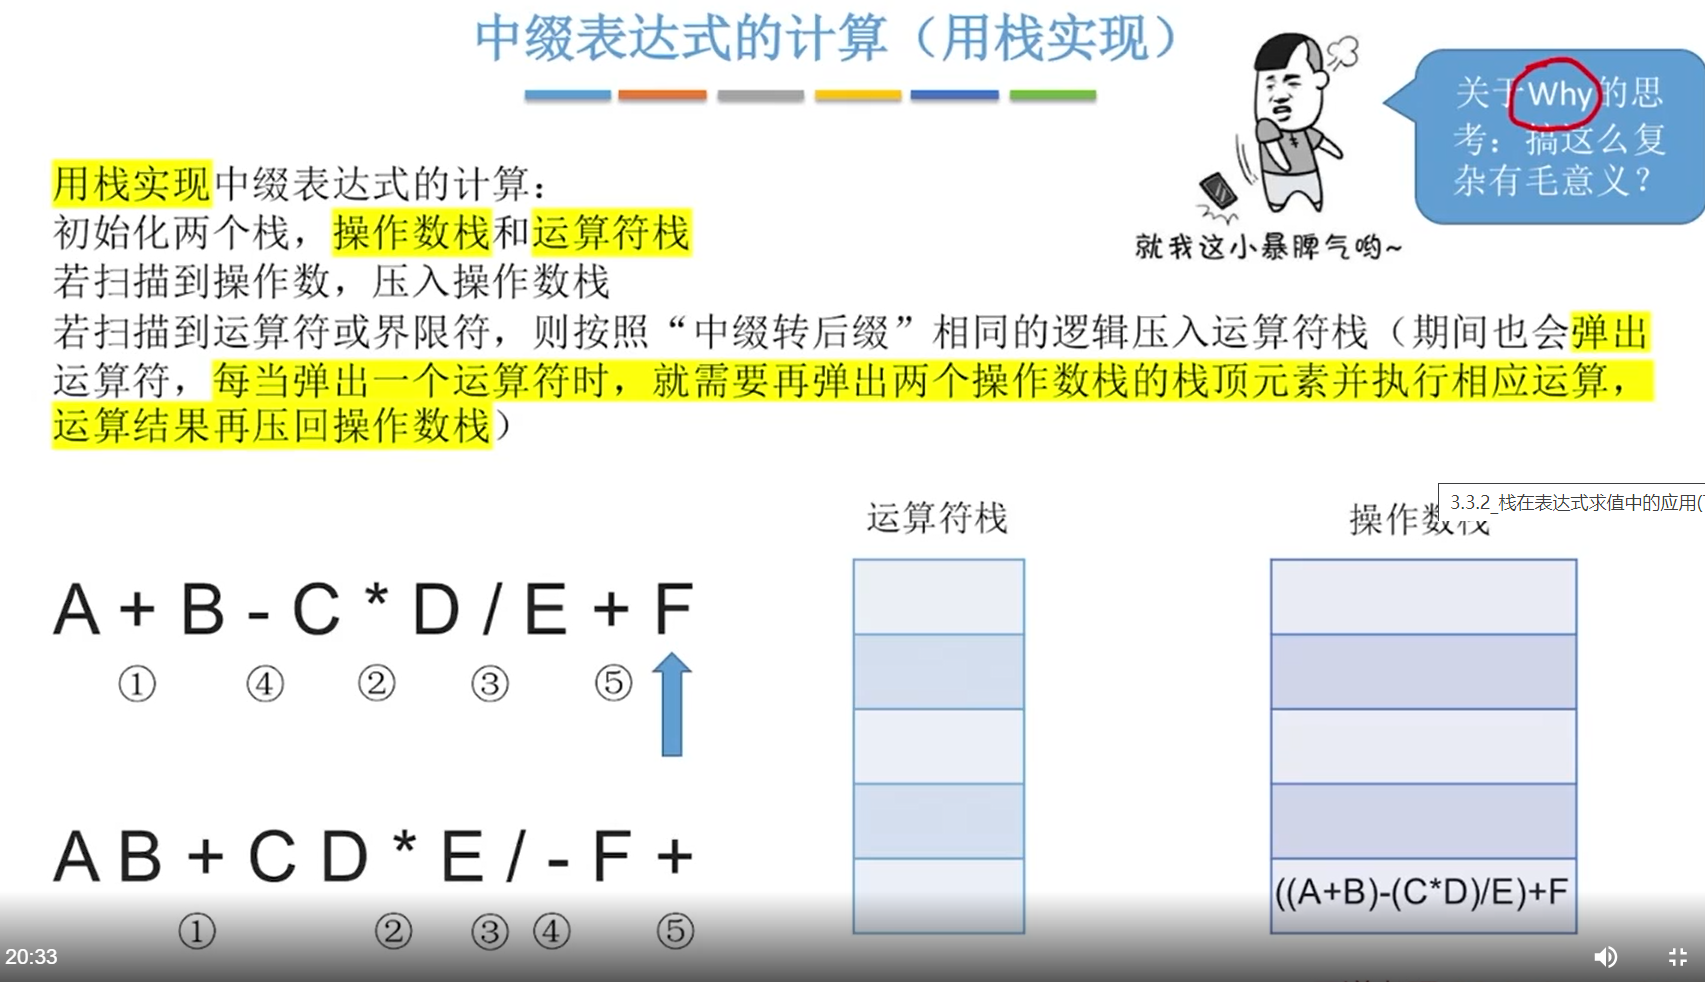 中缀表达式的计算（用栈实现）
关于Why的思
考：搞这么复
杂有毛意义？
就我这小暴脾气哟~
用栈实现中缀表达式的计算：
初始化两个栈，操作数栈和运算符栈
若扫描到操作数，压入操作数栈
若扫描到运算符或界限符，则按照“中缀转后缀”相同的逻辑压入运算符栈（期间也会弹出
运算符，每当弹出一个运算符时，就需要再弹出两个操作数栈的栈顶元素并执行相应运算，
运算结果再压回操作数栈）
3.3.2_栈在表达式求值中的应用(
运算符栈
操作数栈
A + B - C * D / E + F
① ④ ② ③ ⑤
A B + C D * E / - F +
① ② ③ ④ ⑤
((A+B)-(C*D)/E)+F
20:33